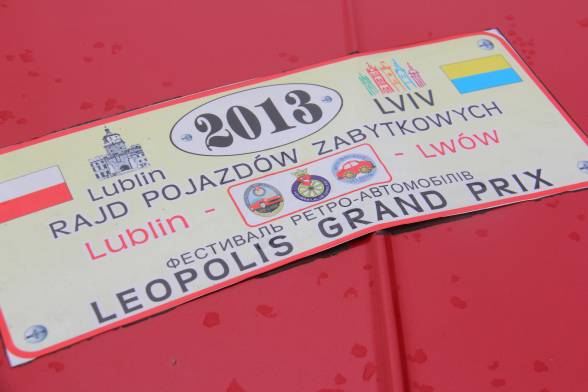 2013
Lublin
LVIV
RAJD POJAZDÓW ZABYTKOWYCH
Lublin - - Lwów
ФЕСТИВАЛЬ РЕТРО-АВТОМОБІЛІВ
LEOPOLIS GRAND PRIX